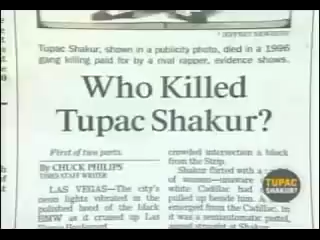 Tupac Shakur, shown in a publicity photo, died in a 1996
gang killing paid for by a rival rapper, evidence shows.
Who Killed
Tupac Shakur?
First of two parts.
By CHUCK PHILIPS
TIMES STAFF WRITER
LAS VEGAS—The city's
neon lights vibrated in the
polished hood of the black
BMW as it cruised up Las
crowded intersection a block
from the Strip.
Shakur flirted with a
of women—unaware
white Cadillac had
pulled up beside him. A
emerged from the Cadillac. In
it was a semiautomatic pistol,
TUPAC
SHAKUR?